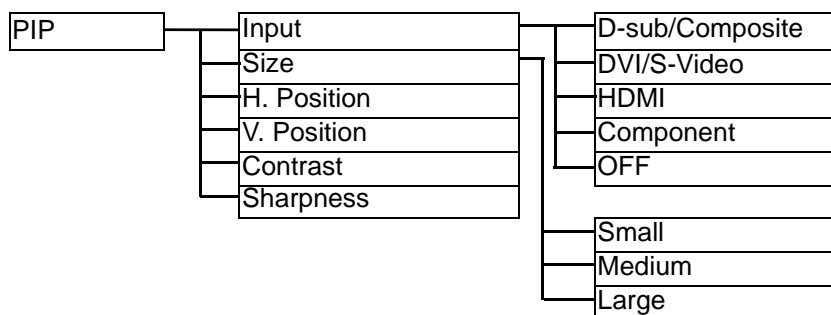 PIP
Input
Size
H. Position
V. Position
Contrast
Sharpness
D-sub/Composite
DVI/S-Video
HDMI
Component
OFF
Small
Medium
Large